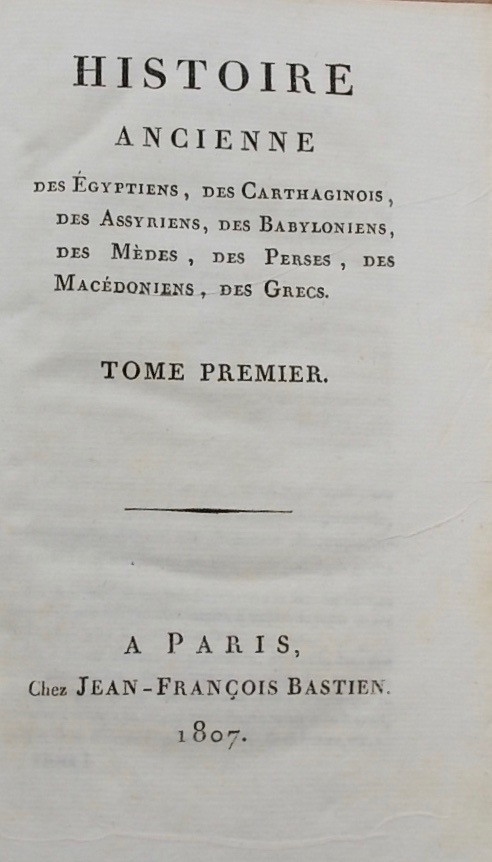 HISTOIRE
ANCIENNE
DES ÉGYPTIENS, DES CARTHAGINOIS,
DES ASSYRIENS, DES BABYLONIENS,
DES MÈDES, DES PERSES, DES
MACÉDONIENS, DES GRECS.
TOME PREMIER.
A PARIS,
Chez JEAN-FRANÇOIS BASTIEN.
1807.